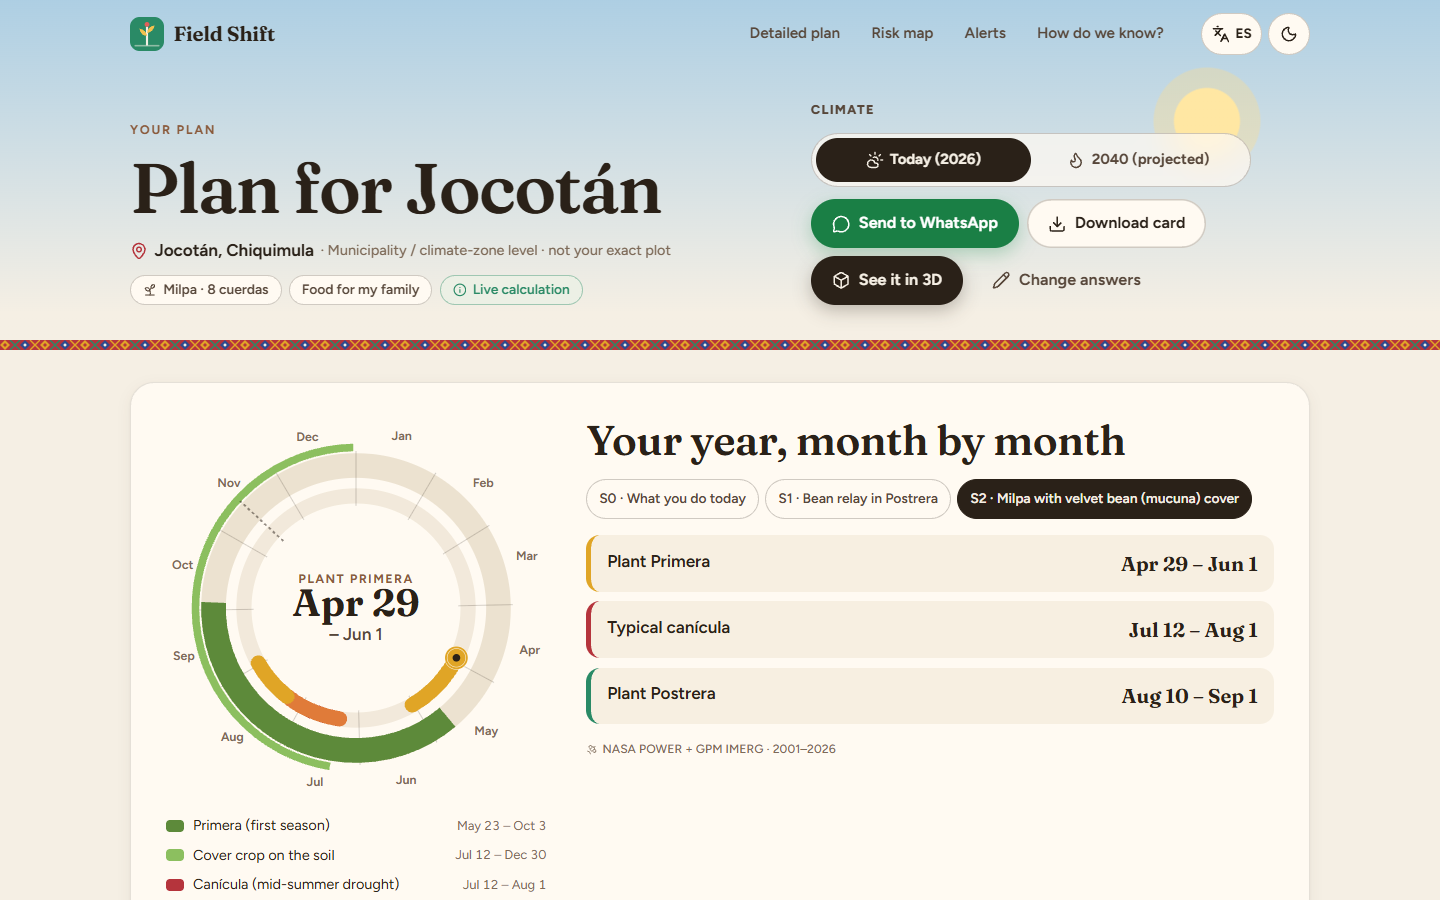 Field Shift
Detailed plan
Risk map
Alerts
How do we know?
ES
YOUR PLAN
Plan for Jocotán
Jocotán, Chiquimula · Municipality / climate-zone level · not your exact plot
Milpa · 8 cuerdas
Food for my family
Live calculation
CLIMATE
Today (2026)
2040 (projected)
Send to WhatsApp
Download card
See it in 3D
Change answers
Dec
Jan
Nov
Feb
Oct
Mar
Sep
Apr
Aug
May
Jul
Jun
PLANT PRIMERA
Apr 29
– Jun 1
Primera (first season) May 23 – Oct 3
Cover crop on the soil Jul 12 – Dec 30
Canícula (mid-summer drought) Jul 12 – Aug 1
Your year, month by month
S0 · What you do today
S1 · Bean relay in Postrera
S2 · Milpa with velvet bean (mucuna) cover
Plant Primera Apr 29 – Jun 1
Typical canícula Jul 12 – Aug 1
Plant Postrera Aug 10 – Sep 1
NASA POWER + GPM IMERG · 2001–2026